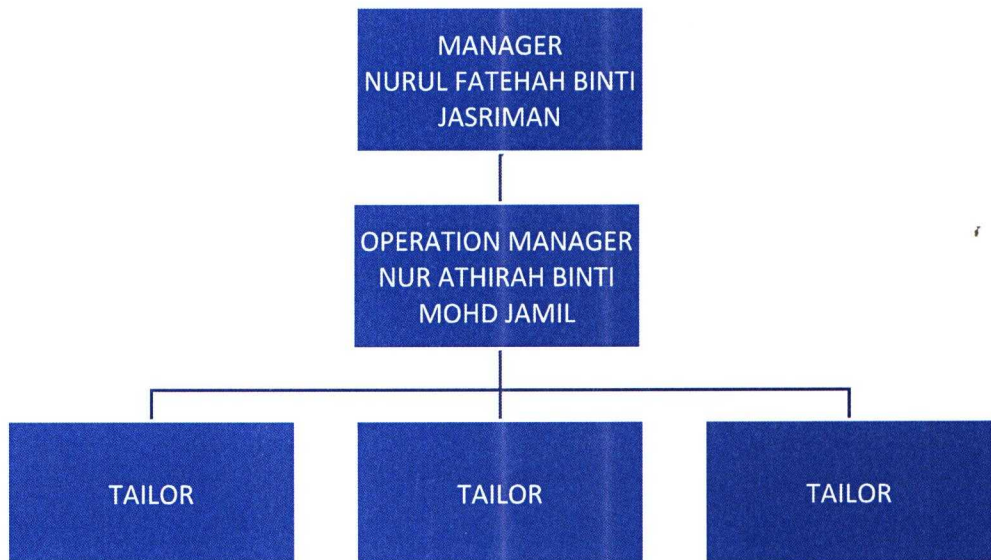 MANAGER
NURUL FATEHAH BINTI
JASRIMAN
OPERATION MANAGER
NUR ATHIRAH BINTI
MOHD JAMIL
TAILOR
TAILOR
TAILOR